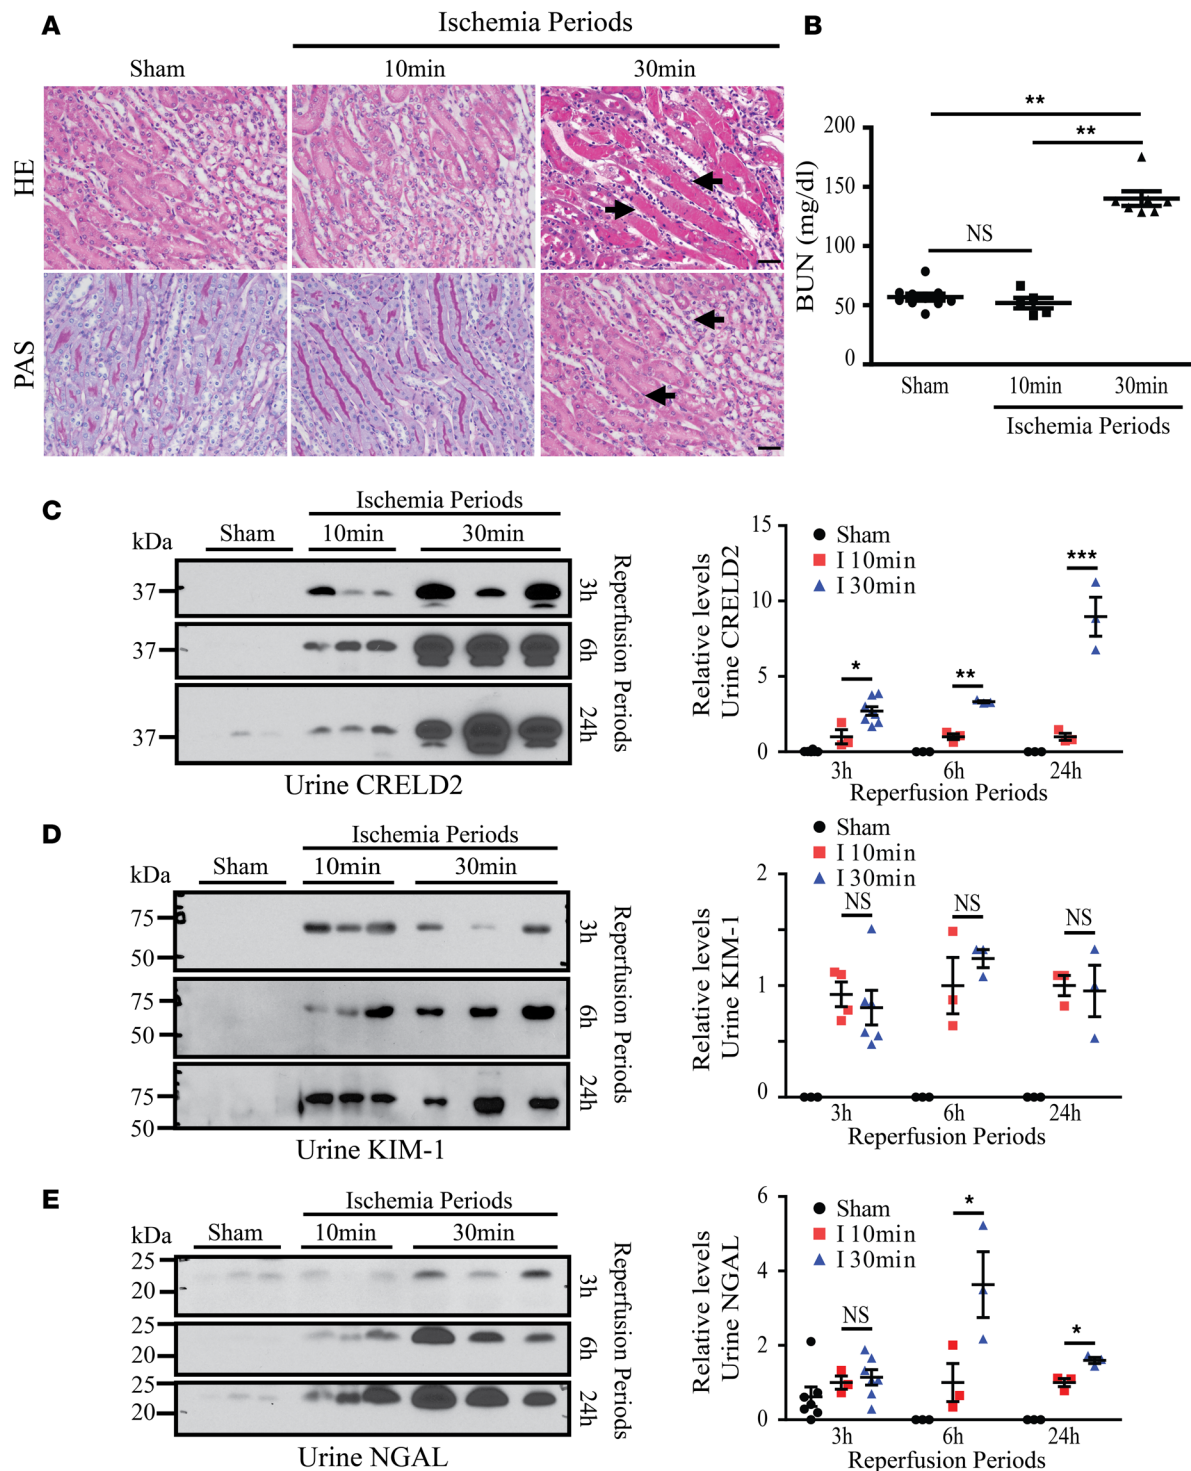 A
Ischemia Periods
Sham
10min
30min
HE
PAS
B
BUN (mg/dl)
200
150
100
50
0
**
**
NS
Sham
10min
30min
Ischemia Periods
C
Ischemia Periods
kDa
Sham
10min
30min
37
37
37
3h
6h
24h
Reperfusion Periods
Urine CRELD2
Relative levels
Urine CRELD2
15
10
5
0
Sham
I 10min
I 30min
*
**
***
3h
6h
24h
Reperfusion Periods
D
Ischemia Periods
kDa
Sham
10min
30min
75
50
75
50
75
50
3h
6h
24h
Reperfusion Periods
Urine KIM-1
Relative levels
Urine KIM-1
2
1
0
Sham
I 10min
I 30min
NS
NS
NS
3h
6h
24h
Reperfusion Periods
E
Ischemia Periods
kDa
Sham
10min
30min
25
20
25
20
25
20
3h
6h
24h
Reperfusion Periods
Urine NGAL
Relative levels
Urine NGAL
6
4
2
0
Sham
I 10min
I 30min
NS
*
*
3h
6h
24h
Reperfusion Periods